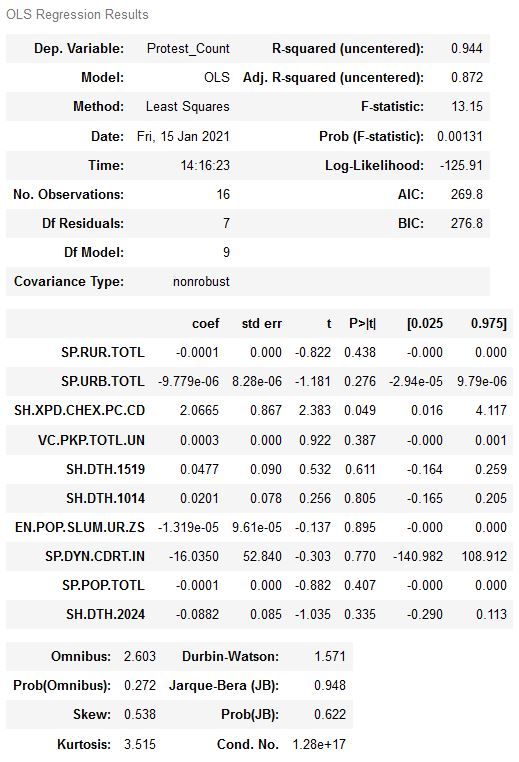 OLS Regression Results
Dep. Variable: Protest_Count R-squared (uncentered): 0.944
Model: OLS Adj. R-squared (uncentered): 0.872
Method: Least Squares F-statistic: 13.15
Date: Fri, 15 Jan 2021 Prob (F-statistic): 0.00131
Time: 14:16:23 Log-Likelihood: -125.91
No. Observations: 16 AIC: 269.8
Df Residuals: 7 BIC: 276.8
Df Model: 9
Covariance Type: nonrobust
coef std err t P>|t| [0.025 0.975]
SP.RUR.TOTL -0.0001 0.000 -0.822 0.438 -0.000 0.000
SP.URB.TOTL -9.779e-06 8.28e-06 -1.181 0.276 -2.94e-05 9.79e-06
SH.XPD.CHEX.PC.CD 2.0665 0.867 2.383 0.049 0.016 4.117
VC.PKP.TOTL.UN 0.0003 0.000 0.922 0.387 -0.000 0.001
SH.DTH.1519 0.0477 0.090 0.532 0.611 -0.164 0.259
SH.DTH.1014 0.0201 0.078 0.256 0.805 -0.165 0.205
EN.POP.SLUM.UR.ZS -1.319e-05 9.61e-05 -0.137 0.895 -0.000 0.000
SP.DYN.CDRT.IN -16.0350 52.840 -0.303 0.770 -140.982 108.912
SP.POP.TOTL -0.0001 0.000 -0.882 0.407 -0.000 0.000
SH.DTH.2024 -0.0882 0.085 -1.035 0.335 -0.290 0.113
Omnibus: 2.603 Durbin-Watson: 1.571
Prob(Omnibus): 0.272 Jarque-Bera (JB): 0.948
Skew: 0.538 Prob(JB): 0.622
Kurtosis: 3.515 Cond. No. 1.28e+17